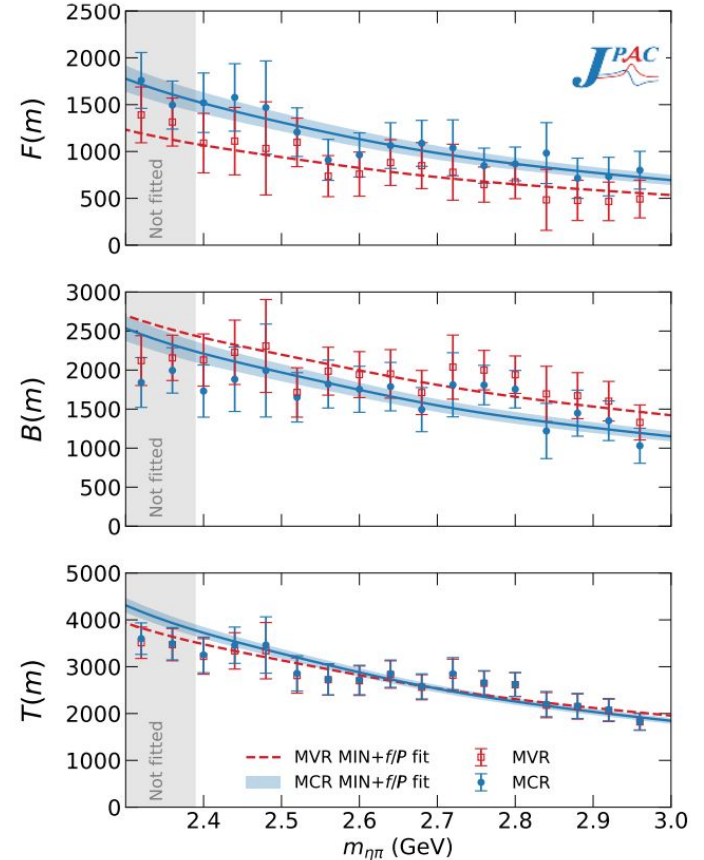 2500
2000
1500
1000
500
0
F(m)
Not fitted
JPAC
3000
2500
2000
1500
1000
500
0
B(m)
Not fitted
5000
4000
3000
2000
1000
0
T(m)
Not fitted
MVR MIN+f/P fit
MCR MIN+f/P fit
MVR
MCR
2.4 2.5 2.6 2.7 2.8 2.9 3.0
mηπ (GeV)